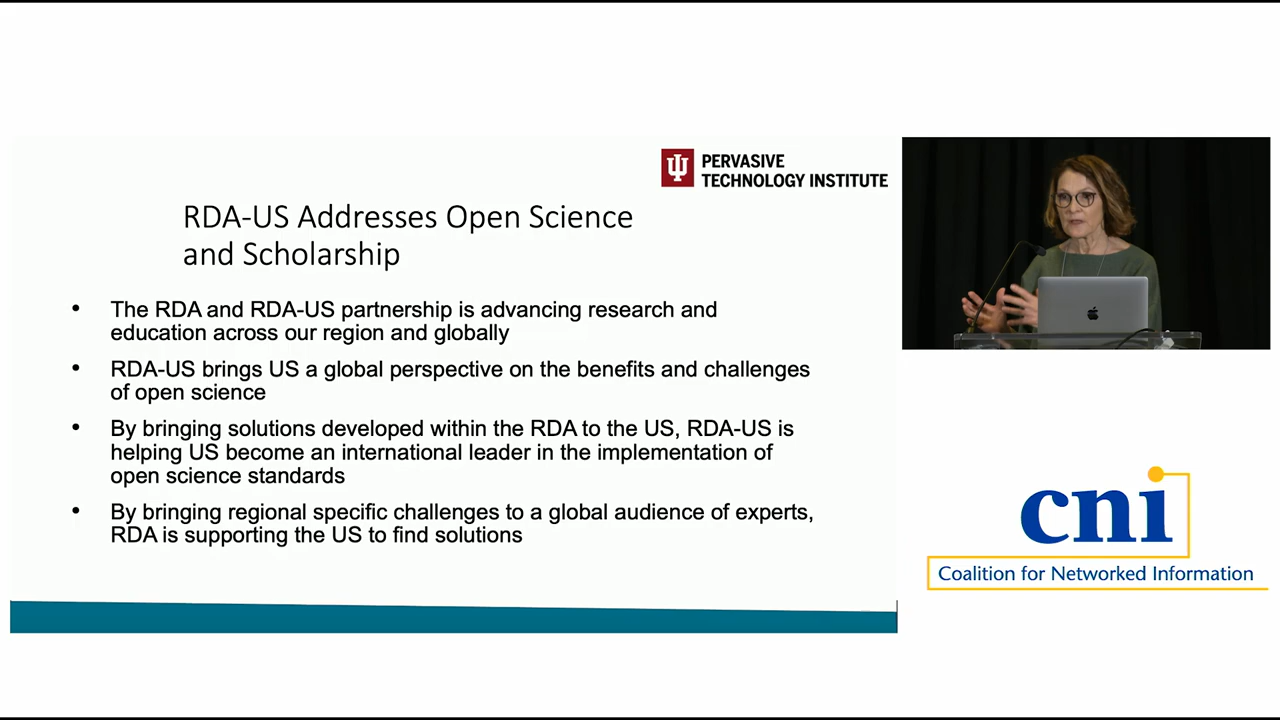 PERVASIVE
TECHNOLOGY INSTITUTE
RDA-US Addresses Open Science
and Scholarship
• The RDA and RDA-US partnership is advancing research and
education across our region and globally
• RDA-US brings US a global perspective on the benefits and challenges
of open science
• By bringing solutions developed within the RDA to the US, RDA-US is
helping US become an international leader in the implementation of
open science standards
• By bringing regional specific challenges to a global audience of experts,
RDA is supporting the US to find solutions
cni
Coalition for Networked Information